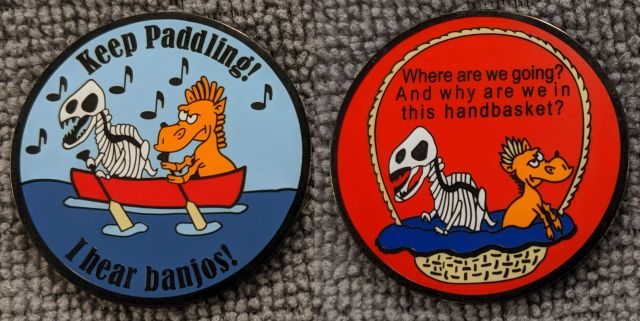 Keep Paddling!
I hear banjos!
Where are we going?
And why are we in
this handbasket?